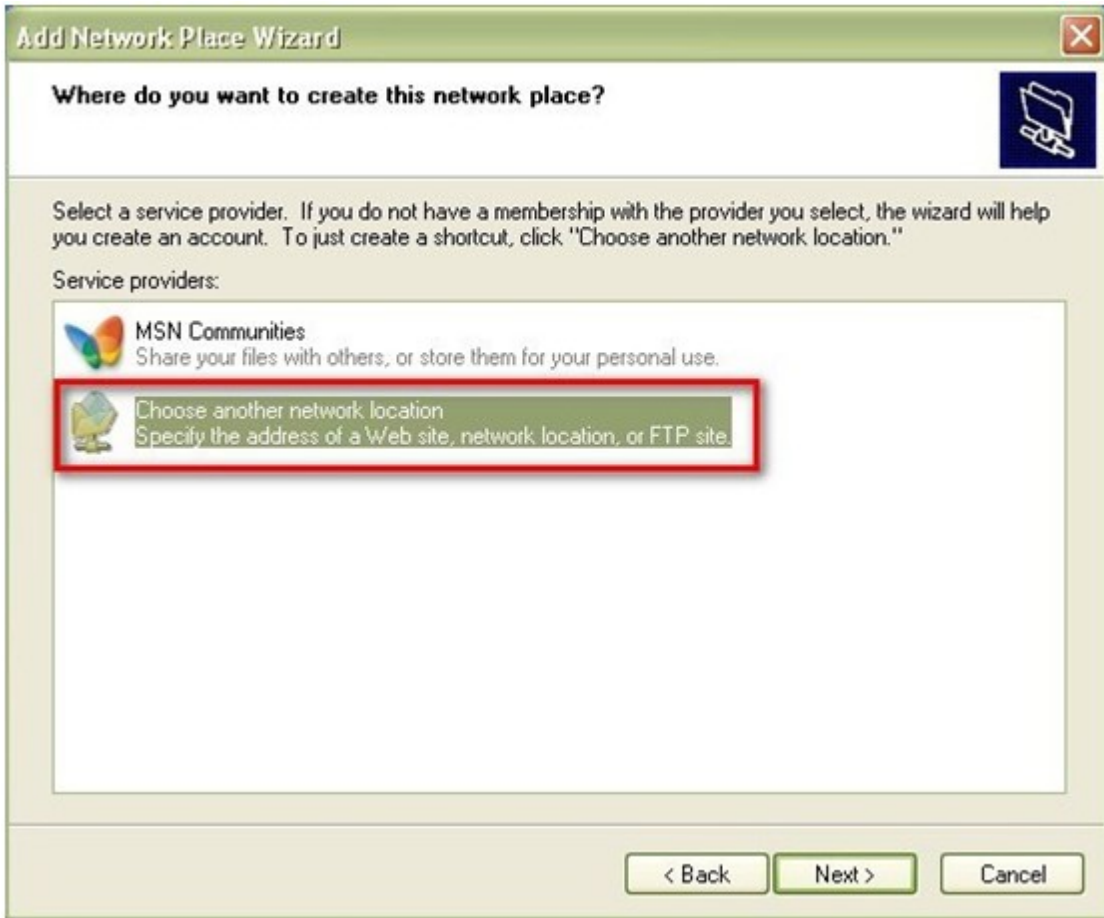 Add Network Place Wizard
Where do you want to create this network place?
Select a service provider.  If you do not have a membership with the provider you select, the wizard will help
you create an account.  To just create a shortcut, click "Choose another network location."
Service providers:
MSN Communities
Share your files with others, or store them for your personal use.
Choose another network location
Specify the address of a Web site, network location, or FTP site.
< Back
Next >
Cancel